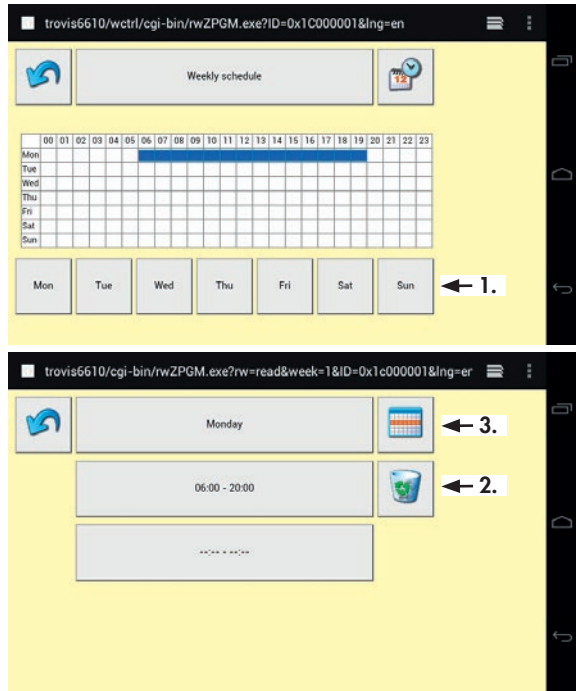 trovis6610/wctrl/cgi-bin/rwZPGM.exe?ID=0x1C000001&lng=en
Weekly schedule
12
00 01 02 03 04 05 06 07 08 09 10 11 12 13 14 15 16 17 18 19 20 21 22 23
Mon
Tue
Wed
Thu
Fri
Sat
Sun
Mon Tue Wed Thu Fri Sat Sun 1.
trovis6610/cgi-bin/rwZPGM.exe?rw=read&week=1&ID=0x1c000001&lng=er
Monday 3.
06:00 - 20:00 2.
--:-- - --:--